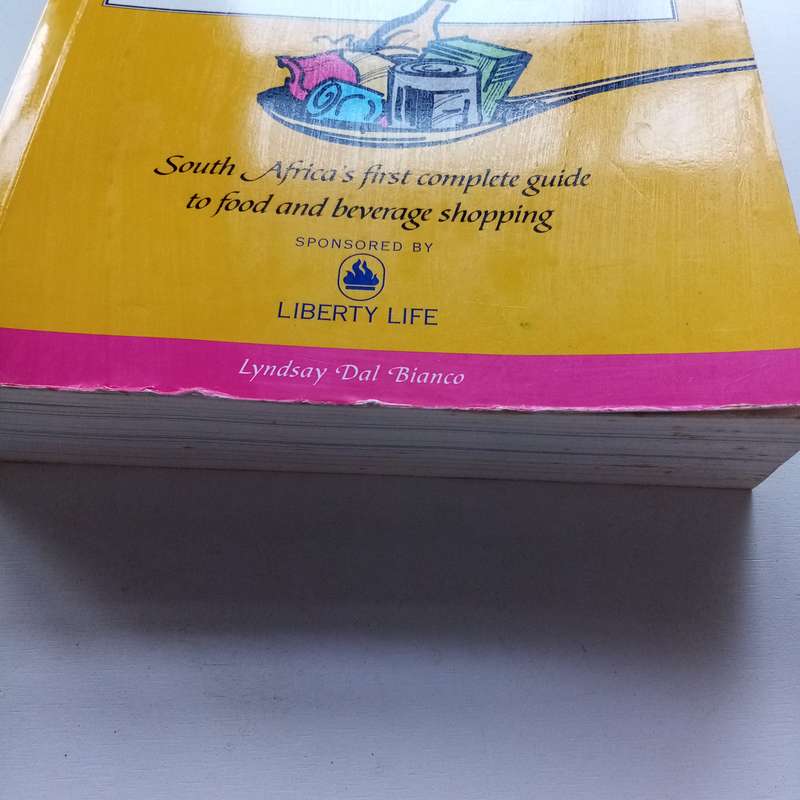 South Africa's first complete guide
to food and beverage shopping
SPONSORED BY
LIBERTY LIFE
Lyndsay Dal Bianco